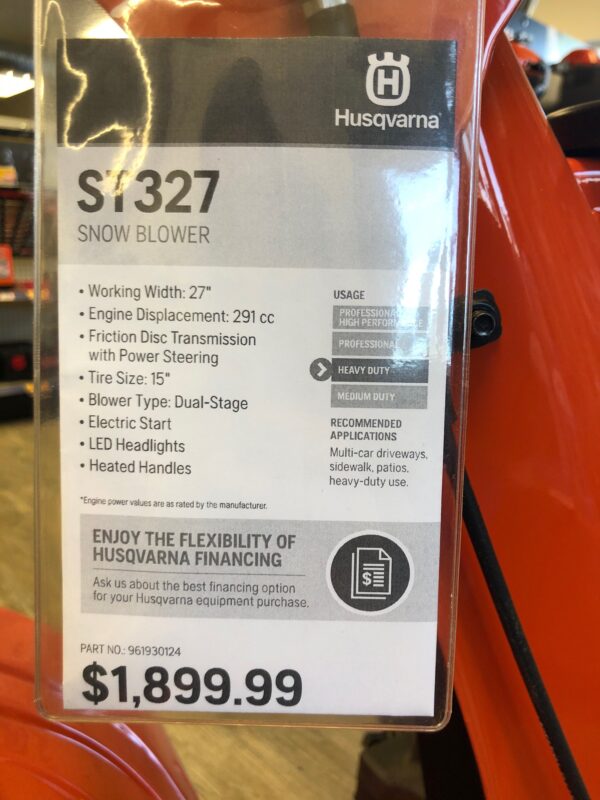 H
Husqvarna
ST327
SNOW BLOWER
• Working Width: 27"
• Engine Displacement: 291 cc
• Friction Disc Transmission
with Power Steering
• Tire Size: 15"
• Blower Type: Dual-Stage
• Electric Start
• LED Headlights
• Heated Handles
*Engine power values are as rated by the manufacturer.
USAGE
PROFESSIONAL
HIGH PERFORMANCE
PROFESSIONAL
HEAVY DUTY
MEDIUM DUTY
RECOMMENDED
APPLICATIONS
Multi-car driveways,
sidewalk, patios,
heavy-duty use.
ENJOY THE FLEXIBILITY OF
HUSQVARNA FINANCING
Ask us about the best financing option
for your Husqvarna equipment purchase.
$
PART NO.: 961930124
$1,899.99